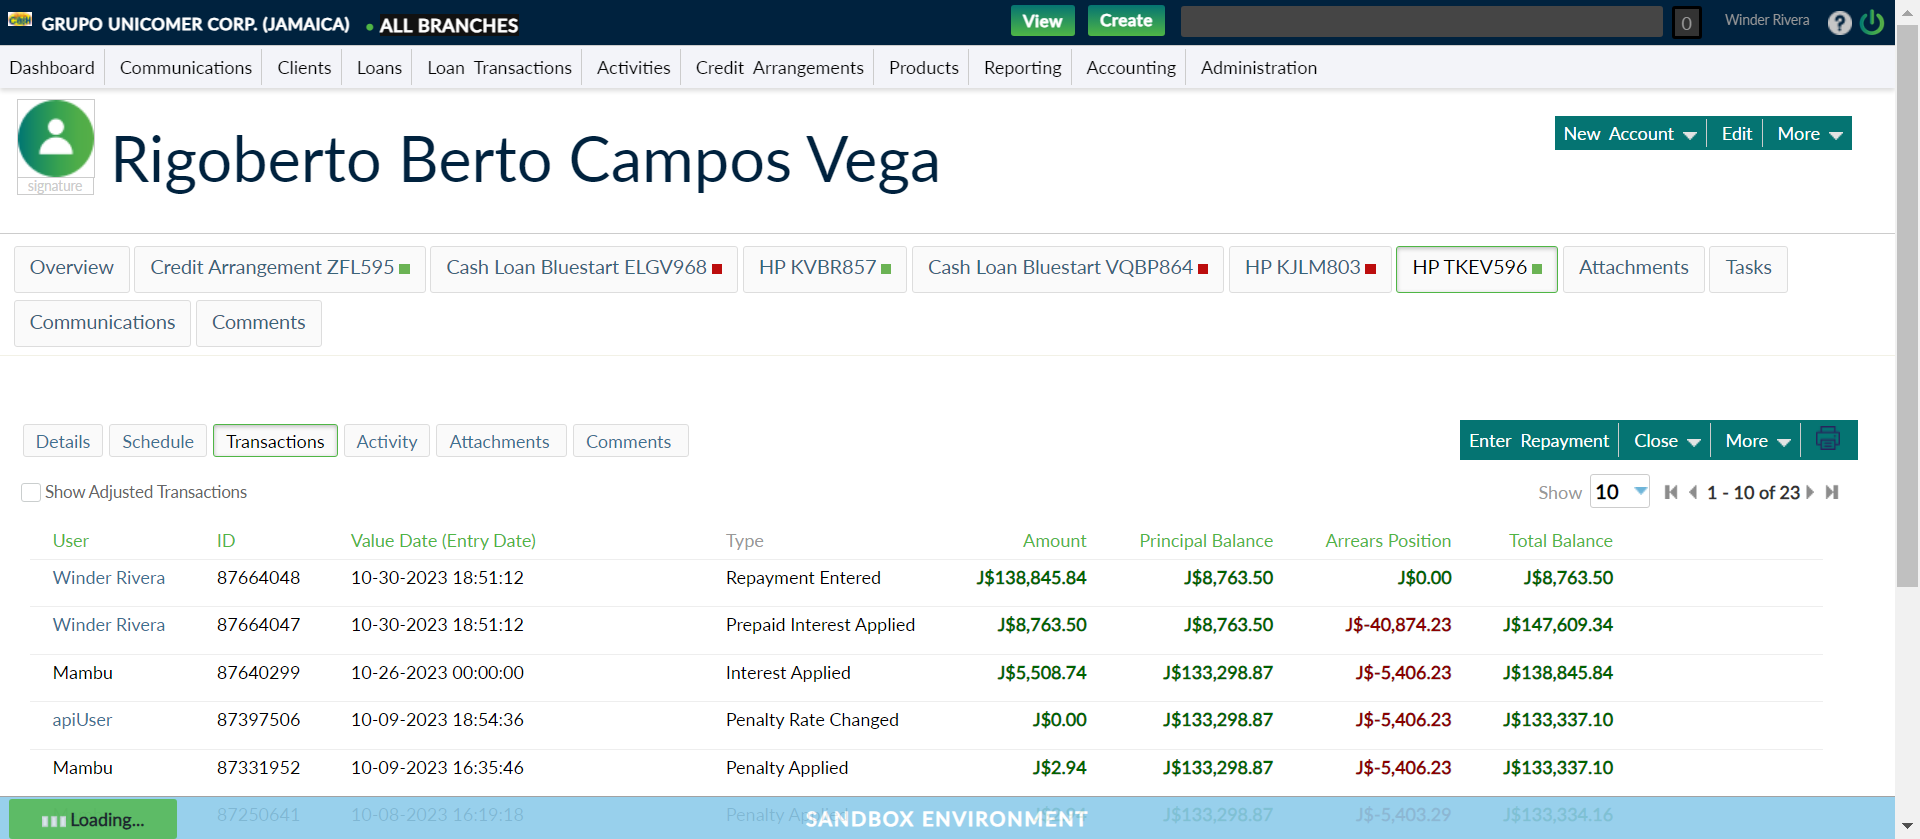 Cash GRUPO UNICOMER CORP. (JAMAICA) ● ALL BRANCHES View Create 0 Winder Rivera ?
Dashboard Communications Clients Loans Loan Transactions Activities Credit Arrangements Products Reporting Accounting Administration
signature
Rigoberto Berto Campos Vega
New Account Edit More
Overview Credit Arrangement ZFL595 Cash Loan Bluestart ELGV968 HP KVBR857 Cash Loan Bluestart VQBP864 HP KJLM803 HP TKEV596 Attachments Tasks
Communications Comments
Details Schedule Transactions Activity Attachments Comments Enter Repayment Close More
Show Adjusted Transactions Show 10 1 - 10 of 23
User ID Value Date (Entry Date) Type Amount Principal Balance Arrears Position Total Balance
Winder Rivera 87664048 10-30-2023 18:51:12 Repayment Entered J$138,845.84 J$8,763.50 J$0.00 J$8,763.50
Winder Rivera 87664047 10-30-2023 18:51:12 Prepaid Interest Applied J$8,763.50 J$8,763.50 J$-40,874.23 J$147,609.34
Mambu 87640299 10-26-2023 00:00:00 Interest Applied J$5,508.74 J$133,298.87 J$-5,406.23 J$138,845.84
apiUser 87397506 10-09-2023 18:54:36 Penalty Rate Changed J$0.00 J$133,298.87 J$-5,406.23 J$133,337.10
Mambu 87331952 10-09-2023 16:35:46 Penalty Applied J$2.94 J$133,298.87 J$-5,406.23 J$133,337.10
87250641 10-08-2023 16:19:18 Penalty Applied J$133,298.87 J$-5,403.29 J$133,334.16
Loading... SANDBOX ENVIRONMENT